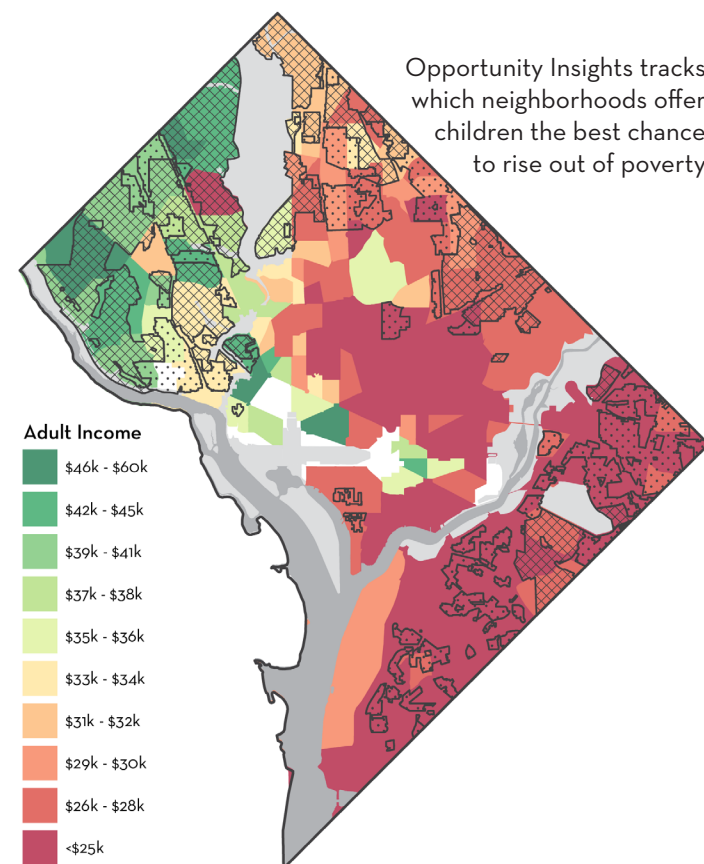 Opportunity Insights tracks
which neighborhoods offer
children the best chance
to rise out of poverty
Adult Income
$46k - $60k
$42k - $45k
$39k - $41k
$37k - $38k
$35k - $36k
$33k - $34k
$31k - $32k
$29k - $30k
$26k - $28k
<$25k